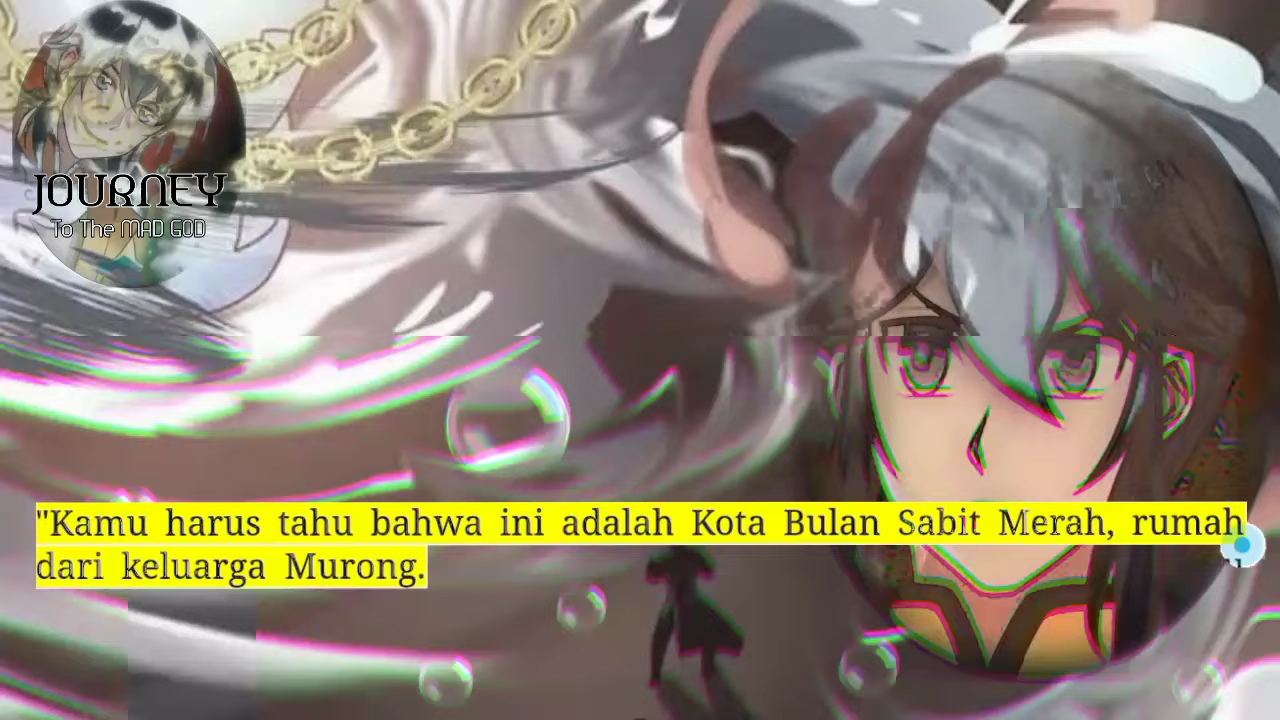 JOURNEY
To The MAD GOD
"Kamu harus tahu bahwa ini adalah Kota Bulan Sabit Merah, rumah
dari keluarga Murong.